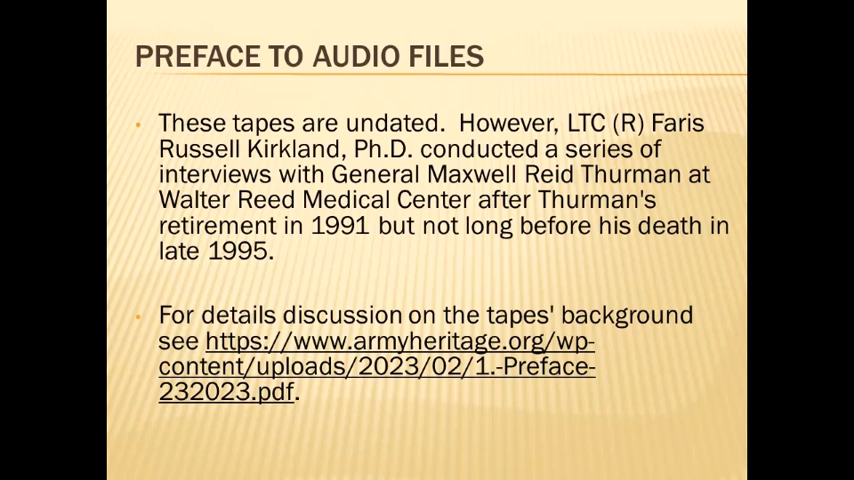 PREFACE TO AUDIO FILES
• These tapes are undated.  However, LTC (R) Faris
Russell Kirkland, Ph.D. conducted a series of
interviews with General Maxwell Reid Thurman at
Walter Reed Medical Center after Thurman's
retirement in 1991 but not long before his death in
late 1995.
• For details discussion on the tapes' background
see https://www.armyheritage.org/wp-
content/uploads/2023/02/1.-Preface-
232023.pdf.